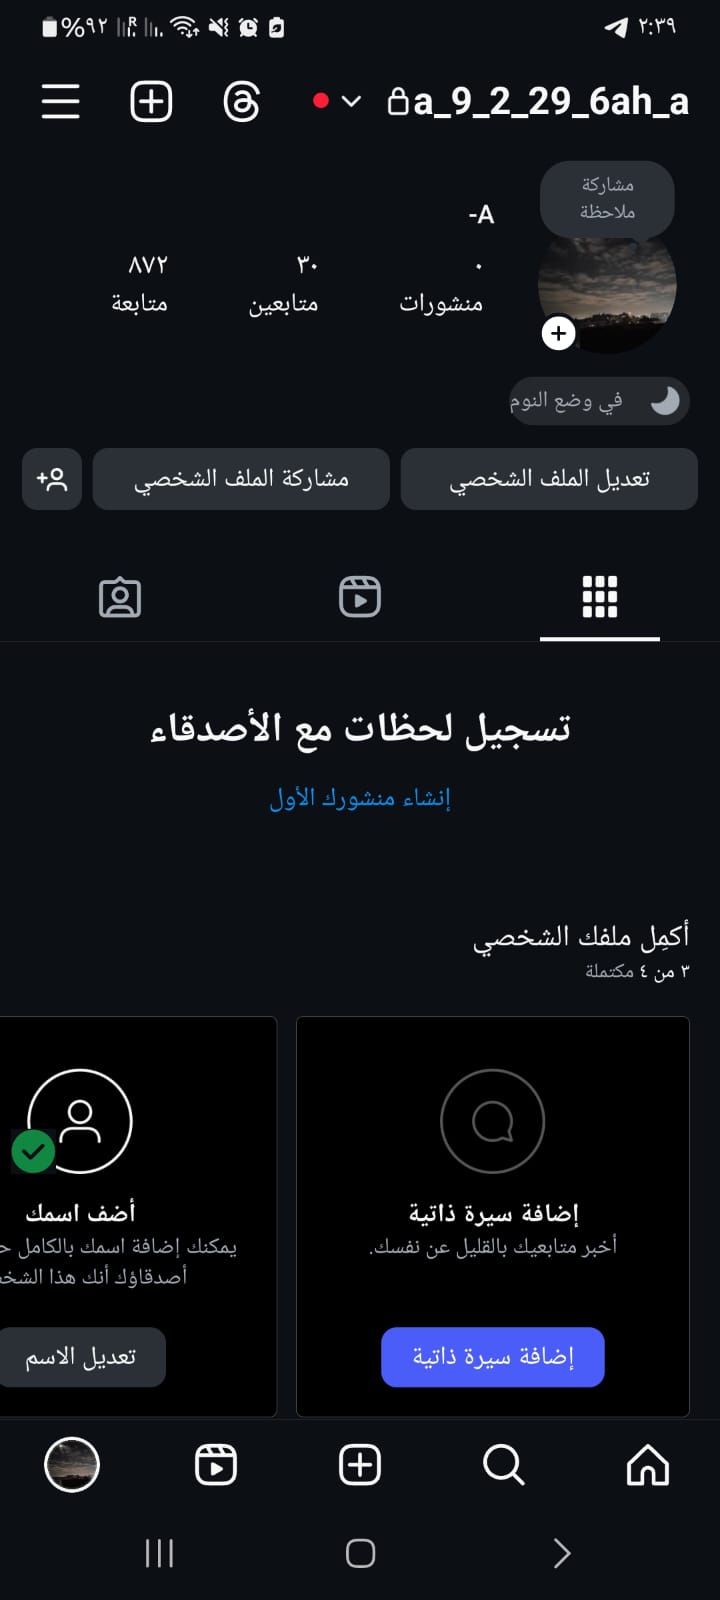 ٢:٣٩
%٩٢
a_9_2_29_6ah_a
مشاركة
ملاحظة
-A
٠
٣٠
٨٧٢
منشورات
متابعين
متابعة
في وضع النوم
تعديل الملف الشخصي
مشاركة الملف الشخصي
تسجيل لحظات مع الأصدقاء
إنشاء منشورك الأول
أكمِل ملفك الشخصي
٣ من ٤ مكتملة
إضافة سيرة ذاتية
أخبر متابعيك بالقليل عن نفسك.
إضافة سيرة ذاتية
أضف اسمك
يمكنك إضافة اسمك بالكامل
أصدقاؤك أنك هذا
تعديل الاسم